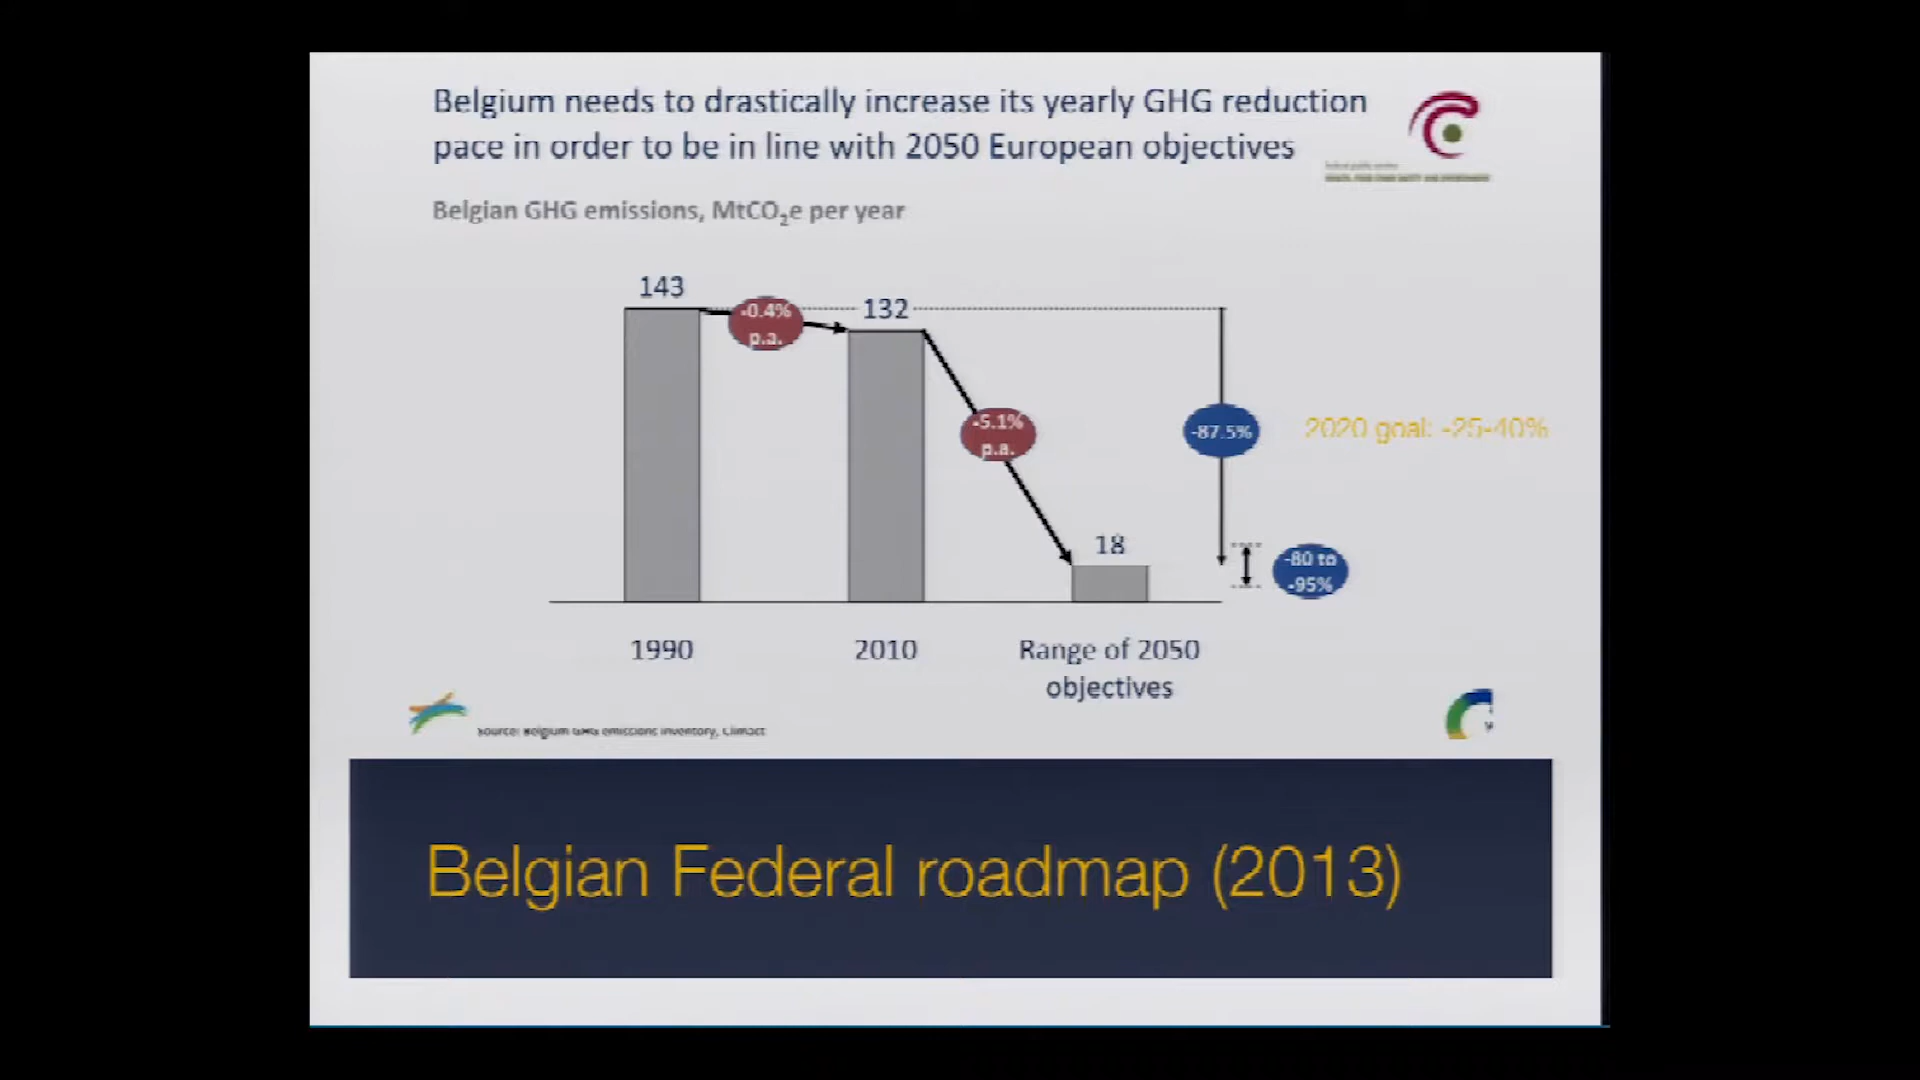 Belgium needs to drastically increase its yearly GHG reduction
pace in order to be in line with 2050 European objectives
Belgian GHG emissions, MtCO₂e per year
143
-0.4%
p.a.
132
-5.1%
p.a.
-87.5%
2020 goal: -25-40%
18
-80 to
-95%
1990
2010
Range of 2050
objectives
Source: Belgium GHG emissions inventory, Climact
Belgian Federal roadmap (2013)